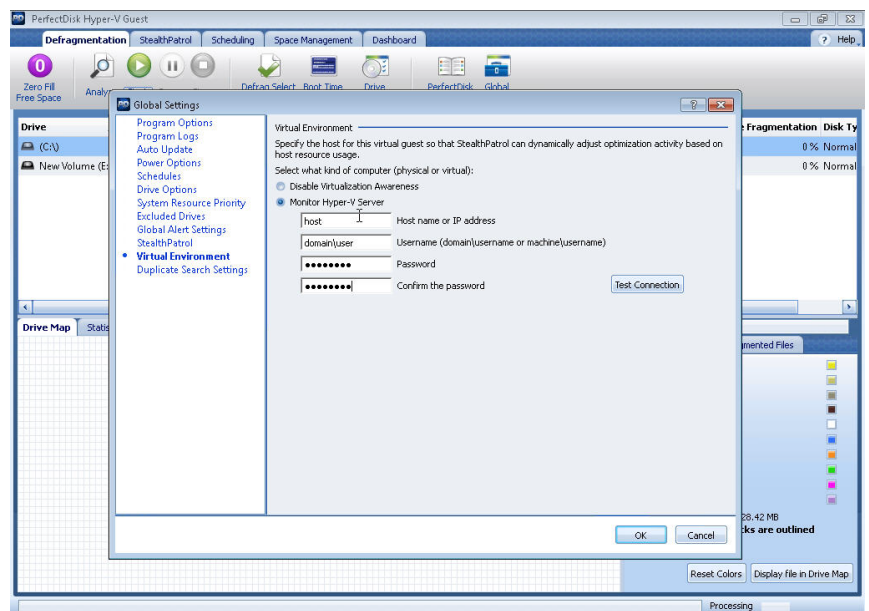 PerfectDisk Hyper-V Guest
Defragmentation StealthPatrol Scheduling Space Management Dashboard ? Help
0
Zero Fill
Free Space
Defrag Select Boot Time Drive PerfectDisk Global
Global Settings
?
Drive
(C:\)
New Volume (E:
Fragmentation Disk Ty
0% Normal
0% Normal
Program Options
Program Logs
Auto Update
Power Options
Schedules
Drive Options
System Resource Priority
Excluded Drives
Global Alert Settings
StealthPatrol
Virtual Environment
Duplicate Search Settings
Virtual Environment
Specify the host for this virtual guest so that StealthPatrol can dynamically adjust optimization activity based on
host resource usage.
Select what kind of computer (physical or virtual):
Disable Virtualization Awareness
Monitor Hyper-V Server
host Host name or IP address
domain\user Username (domain\username or machine\username)
●●●●●●●● Password
●●●●●●●● Confirm the password
Test Connection
OK Cancel
Drive Map Statis
mented Files
28.42 MB
cks are outlined
Reset Colors Display file in Drive Map
Processing